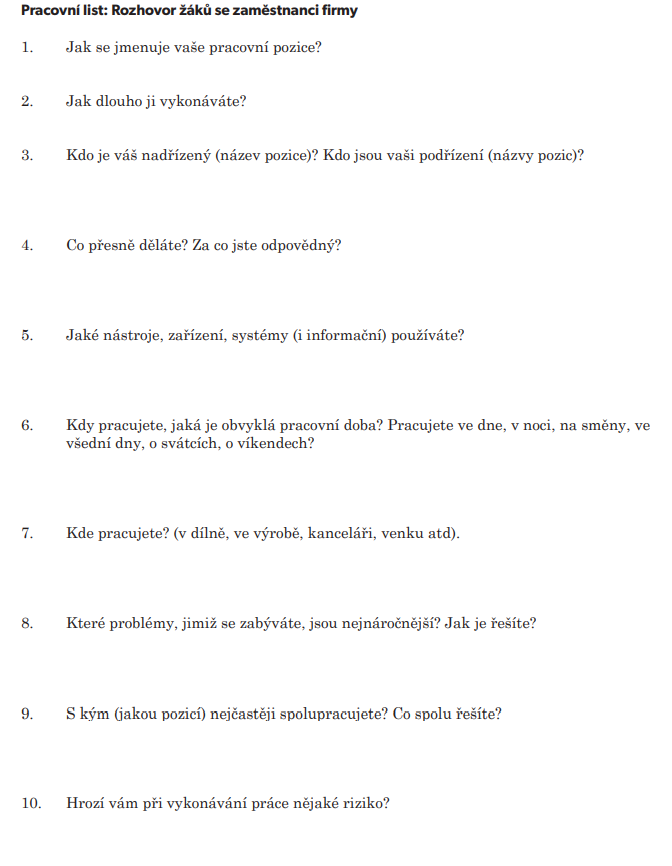 Pracovní list: Rozhovor žáků se zaměstnanci firmy
1. Jak se jmenuje vaše pracovní pozice?
2. Jak dlouho ji vykonáváte?
3. Kdo je váš nadřízený (název pozice)? Kdo jsou vaši podřízení (názvy pozic)?
4. Co přesně děláte? Za co jste odpovědný?
5. Jaké nástroje, zařízení, systémy (i informační) používáte?
6. Kdy pracujete, jaká je obvyklá pracovní doba? Pracujete ve dne, v noci, na směny, ve
všední dny, o svátcích, o víkendech?
7. Kde pracujete? (v dílně, ve výrobě, kanceláři, venku atd).
8. Které problémy, jimiž se zabýváte, jsou nejnáročnější? Jak je řešíte?
9. S kým (jakou pozicí) nejčastěji spolupracujete? Co spolu řešíte?
10. Hrozí vám při vykonávání práce nějaké riziko?